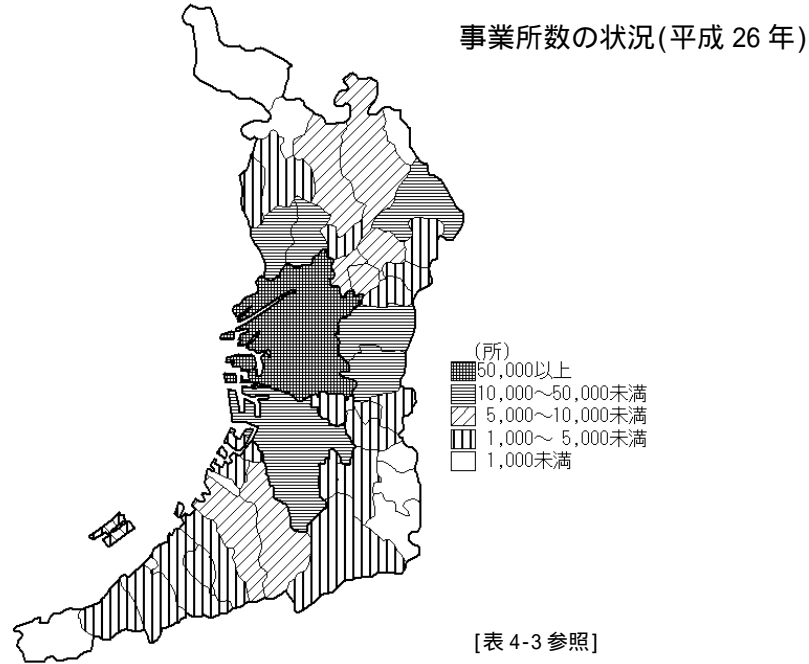 事業所数の状況(平成 26 年)
(所)
50,000以上
10,000～50,000未満
5,000～10,000未満
1,000～ 5,000未満
1,000未満
[表 4-3 参照]